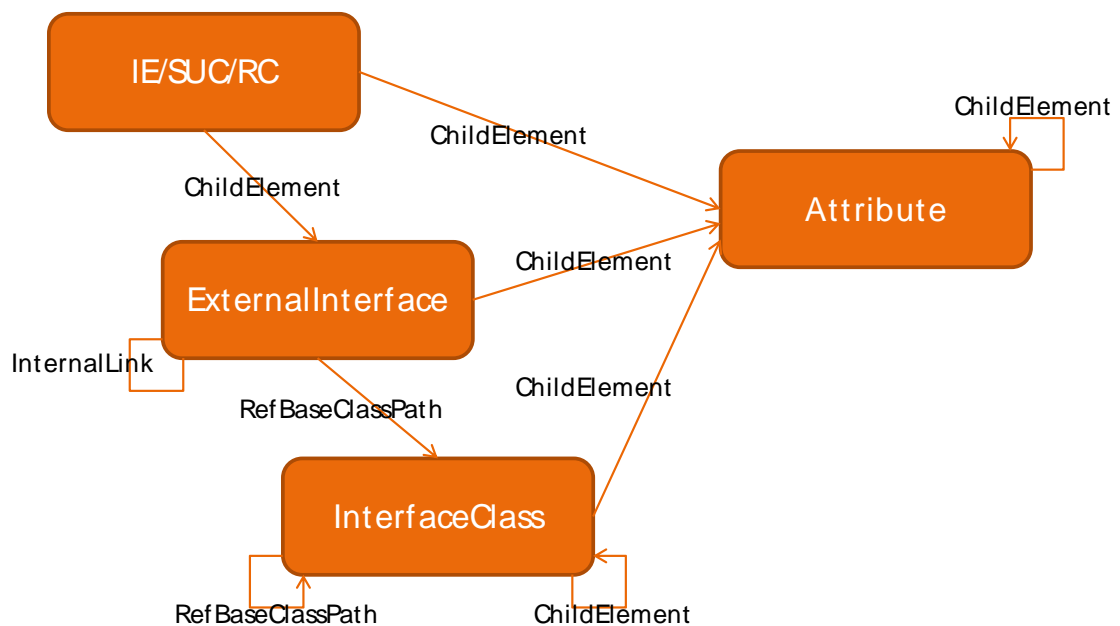 IE/SUC/RC
ChildElement
ChildElement
ChildElement
Attribute
ChildElement
ExternalInterface
InternalLink
ChildElement
RefBaseClassPath
InterfaceClass
RefBaseClassPath
ChildElement